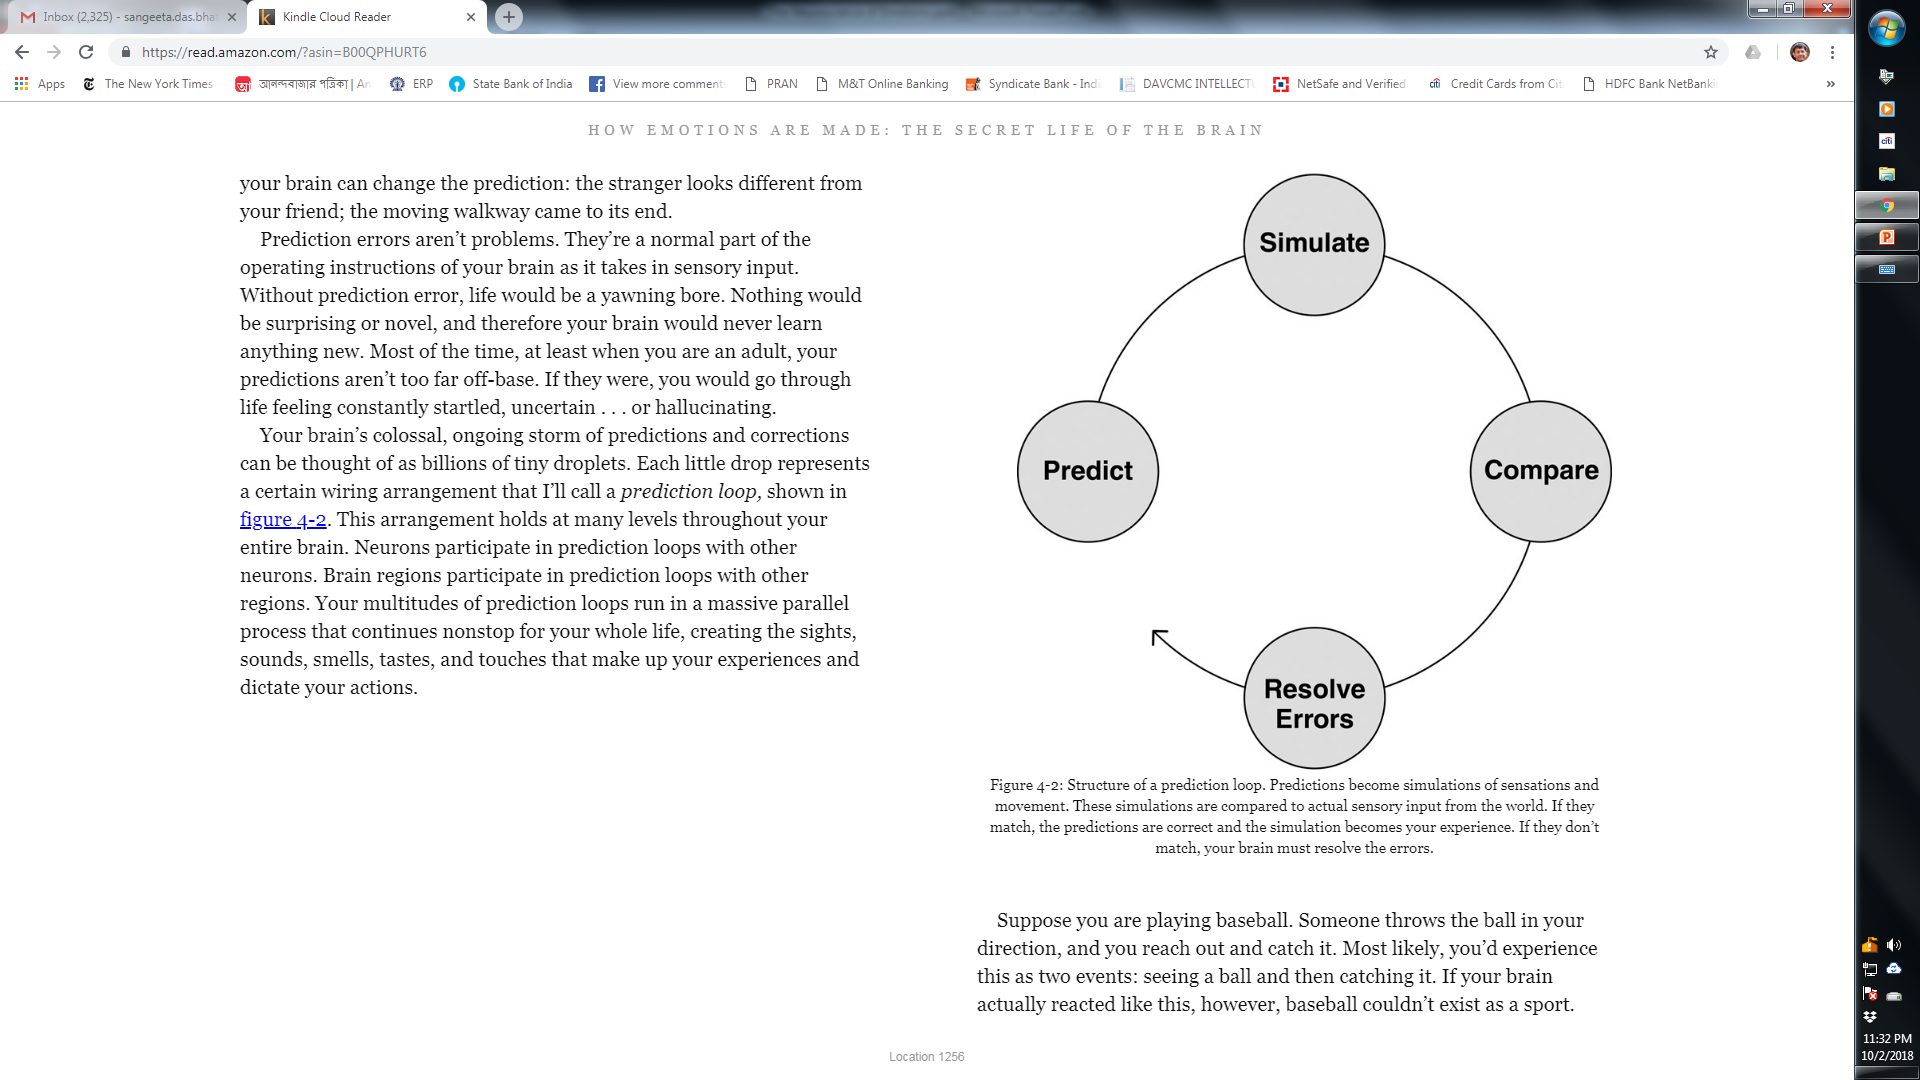 Inbox (2,325) - sangeeta.das.bhat
Kindle Cloud Reader
https://read.amazon.com/?asin=B00QPHURT6
Apps
The New York Times
আনন্দবাজার পত্রিকা | An
ERP
State Bank of India
View more comments
PRAN
M&T Online Banking
Syndicate Bank - Indi
DAVCMC INTELLECTU
NetSafe and Verified
Credit Cards from Citi
HDFC Bank NetBanki
HOW EMOTIONS ARE MADE: THE SECRET LIFE OF THE BRAIN
your brain can change the prediction: the stranger looks different from
your friend; the moving walkway came to its end.
Prediction errors aren’t problems. They’re a normal part of the
operating instructions of your brain as it takes in sensory input.
Without prediction error, life would be a yawning bore. Nothing would
be surprising or novel, and therefore your brain would never learn
anything new. Most of the time, at least when you are an adult, your
predictions aren’t too far off-base. If they were, you would go through
life feeling constantly startled, uncertain . . . or hallucinating.
Your brain’s colossal, ongoing storm of predictions and corrections
can be thought of as billions of tiny droplets. Each little drop represents
a certain wiring arrangement that I’ll call a prediction loop, shown in
figure 4-2. This arrangement holds at many levels throughout your
entire brain. Neurons participate in prediction loops with other
neurons. Brain regions participate in prediction loops with other
regions. Your multitudes of prediction loops run in a massive parallel
process that continues nonstop for your whole life, creating the sights,
sounds, smells, tastes, and touches that make up your experiences and
dictate your actions.
Simulate
Predict
Compare
Resolve
Errors
Figure 4-2: Structure of a prediction loop. Predictions become simulations of sensations and
movement. These simulations are compared to actual sensory input from the world. If they
match, the predictions are correct and the simulation becomes your experience. If they don’t
match, your brain must resolve the errors.
Suppose you are playing baseball. Someone throws the ball in your
direction, and you reach out and catch it. Most likely, you’d experience
this as two events: seeing a ball and then catching it. If your brain
actually reacted like this, however, baseball couldn’t exist as a sport.
Location 1256
citi
11:32 PM
10/2/2018